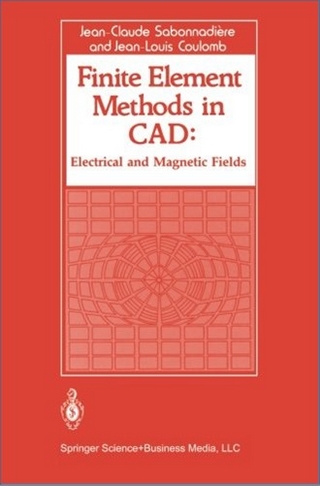 Jean-Claude Sabonnadière
and Jean-Louis Coulomb
Finite Element
Methods in
CAD:
Electrical and Magnetic Fields
Springer Science+Business Media, LLC